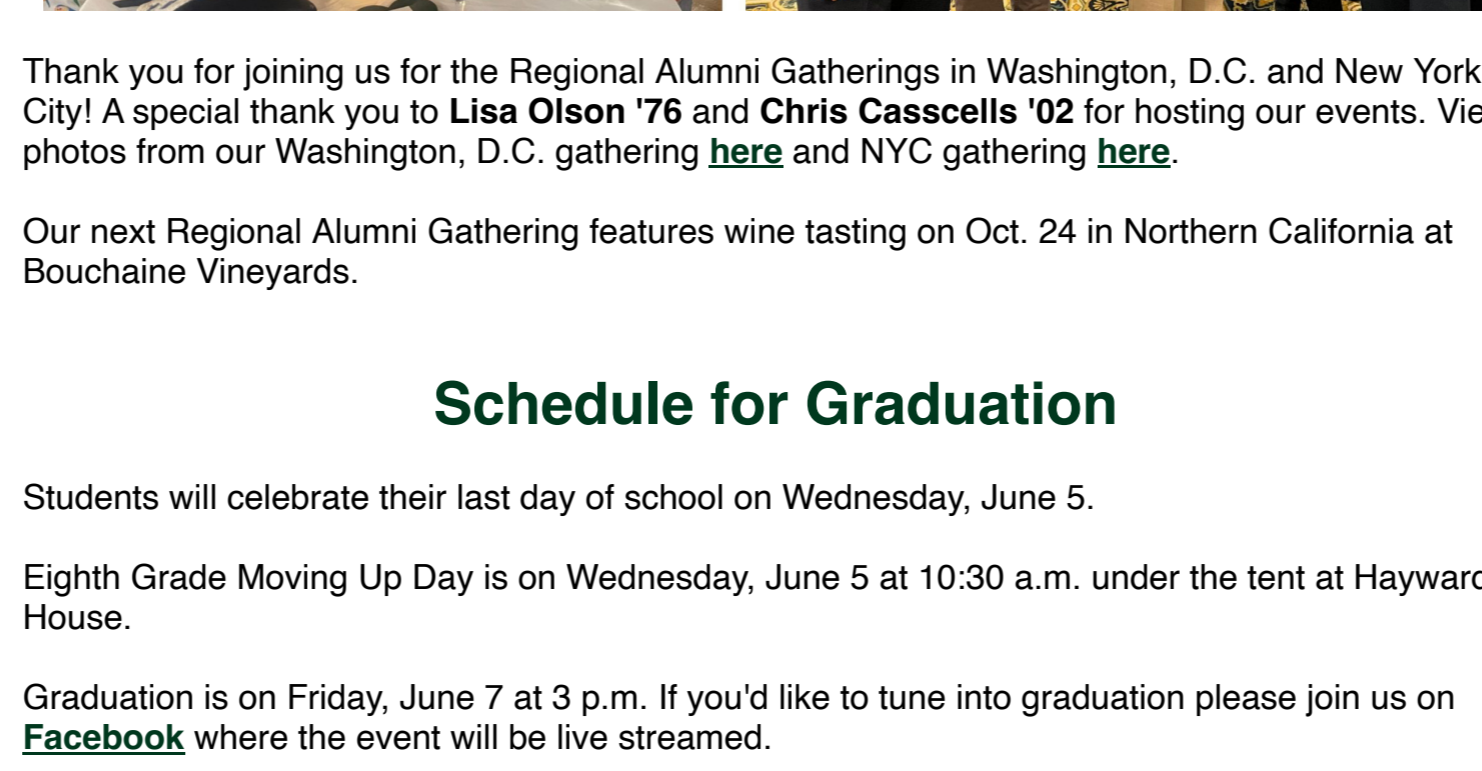 Thank you for joining us for the Regional Alumni Gatherings in Washington, D.C. and New York
City! A special thank you to Lisa Olson '76 and Chris Casscells '02 for hosting our events.
photos from our Washington, D.C. gathering here and NYC gathering here.
Our next Regional Alumni Gathering features wine tasting on Oct. 24 in Northern California at
Bouchaine Vineyards.
Schedule for Graduation
Students will celebrate their last day of school on Wednesday, June 5.
Eighth Grade Moving Up Day is on Wednesday, June 5 at 10:30 a.m. under the tent at Hayward
House.
Graduation is on Friday, June 7 at 3 p.m. If you'd like to tune into graduation please join us on
Facebook where the event will be live streamed.